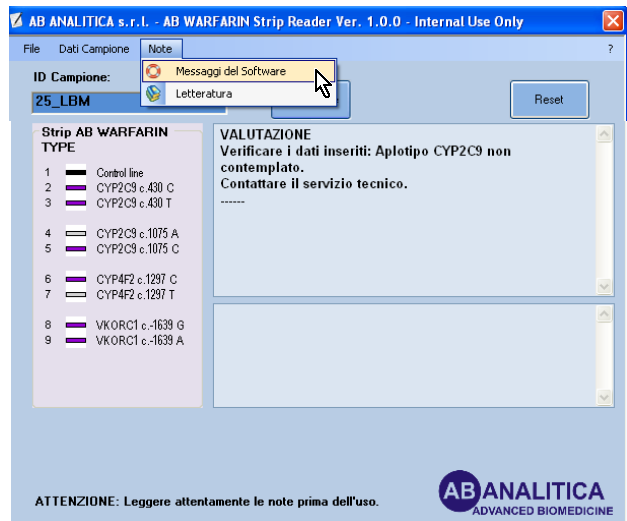 AB ANALITICA s.r.l. - AB WARFARIN Strip Reader Ver. 1.0.0 - Internal Use Only
File Dati Campione Note ?
Messaggi del Software
Letteratura
ID Campione:
25_LBM
Reset
Strip AB WARFARIN
TYPE
1 Control line
2 CYP2C9 c.430 C
3 CYP2C9 c.430 T
4 CYP2C9 c.1075 A
5 CYP2C9 c.1075 C
6 CYP4F2 c.1297 C
7 CYP4F2 c.1297 T
8 VKORC1 c.-1639 G
9 VKORC1 c.-1639 A
VALUTAZIONE
Verificare i dati inseriti: Aplotipo CYP2C9 non
contemplato.
Contattare il servizio tecnico.
------
ATTENZIONE: Leggere attentamente le note prima dell'uso.
AB ANALITICA
ADVANCED BIOMEDICINE